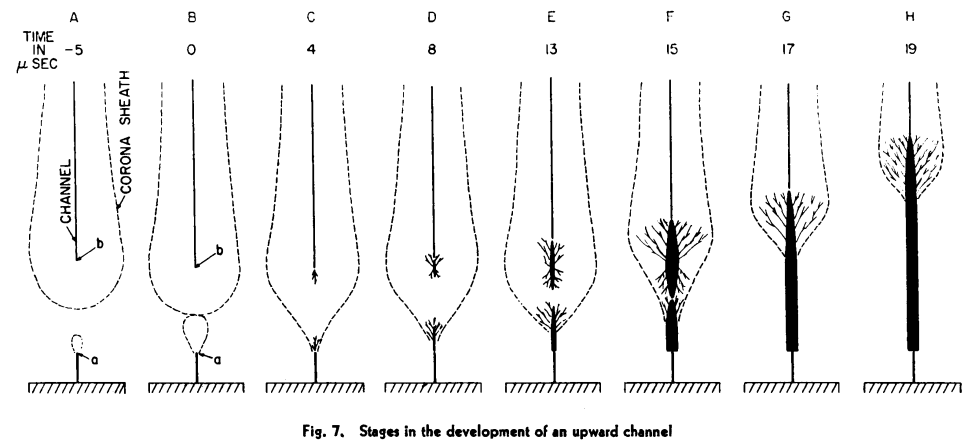 A B C D E F G H
TIME
IN
μ SEC
-5 0 4 8 13 15 17 19
CHANNEL
CORONA SHEATH
b
b
a
a
Fig. 7. Stages in the development of an upward channel